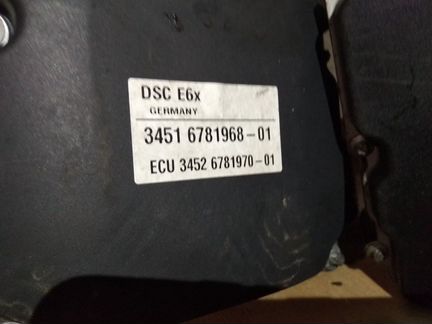 DSC E6x
GERMANY
3451 6781968-01
ECU 3452 6781970-01